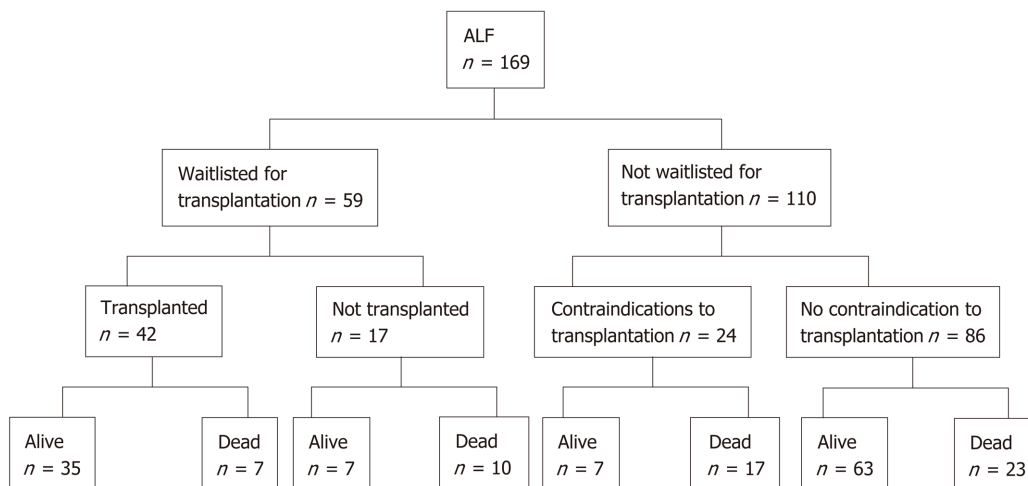 ALF
n = 169
Waitlisted for
transplantation n = 59
Not waitlisted for
transplantation n = 110
Transplanted
n = 42
Not transplanted
n = 17
Contraindications to
transplantation n = 24
No contraindication to
transplantation n = 86
Alive
n = 35
Dead
n = 7
Alive
n = 7
Dead
n = 10
Alive
n = 7
Dead
n = 17
Alive
n = 63
Dead
n = 23